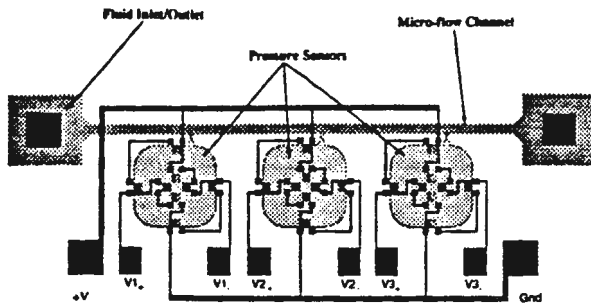 Fluid Inlet/Outlet
Micro-flow Channel
Pressure Sensors
+V V1+ V1- V2+ V2- V3+ V3- Gnd